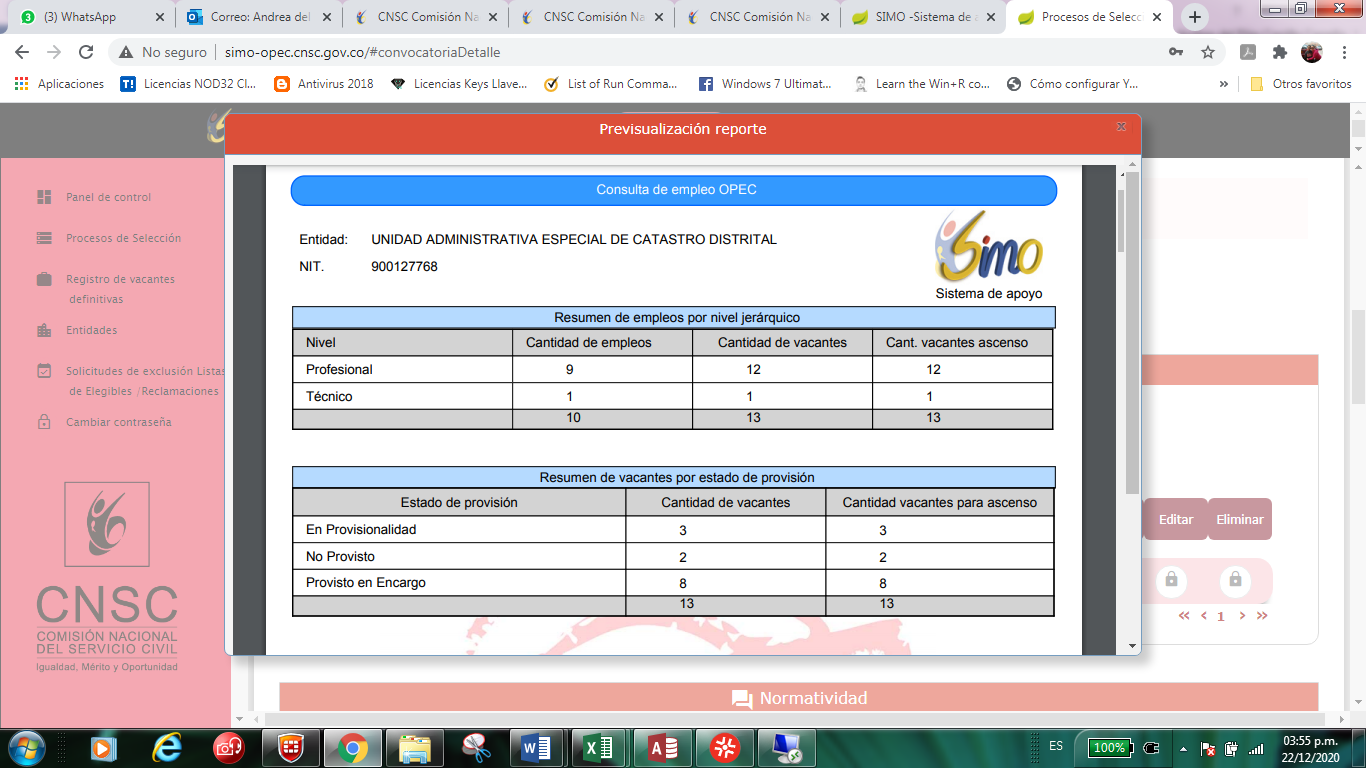 (3) WhatsApp
Correo: Andrea del
CNSC Comisión Na
CNSC Comisión Na
CNSC Comisión Na
SIMO -Sistema de a
Procesos de Selecc
No seguro
simo-opec.cnsc.gov.co/#convocatoriaDetalle
Aplicaciones
Licencias NOD32 Cl...
Antivirus 2018
Licencias Keys Llave...
List of Run Comma...
Windows 7 Ultimat...
Learn the Win+R co...
Cómo configurar Y...
»
Otros favoritos
Previsualización reporte
Panel de control
Procesos de Selección
Registro de vacantes
definitivas
Entidades
Solicitudes de exclusión Listas
de Elegibles /Reclamaciones
Cambiar contraseña
CNSC
COMISIÓN NACIONAL
DEL SERVICIO CIVIL
Igualdad, Mérito y Oportunidad
Consulta de empleo OPEC
Entidad: UNIDAD ADMINISTRATIVA ESPECIAL DE CATASTRO DISTRITAL
NIT. 900127768
Simo
Sistema de apoyo
Resumen de empleos por nivel jerárquico
Nivel Cantidad de empleos Cantidad de vacantes Cant. vacantes ascenso
Profesional 9 12 12
Técnico 1 1 1
10 13 13
Resumen de vacantes por estado de provisión
Estado de provisión Cantidad de vacantes Cantidad vacantes para ascenso
En Provisionalidad 3 3
No Provisto 2 2
Provisto en Encargo 8 8
13 13
Editar
Eliminar
« ‹ 1 › »
Normatividad
ES
100%
03:55 p.m.
22/12/2020